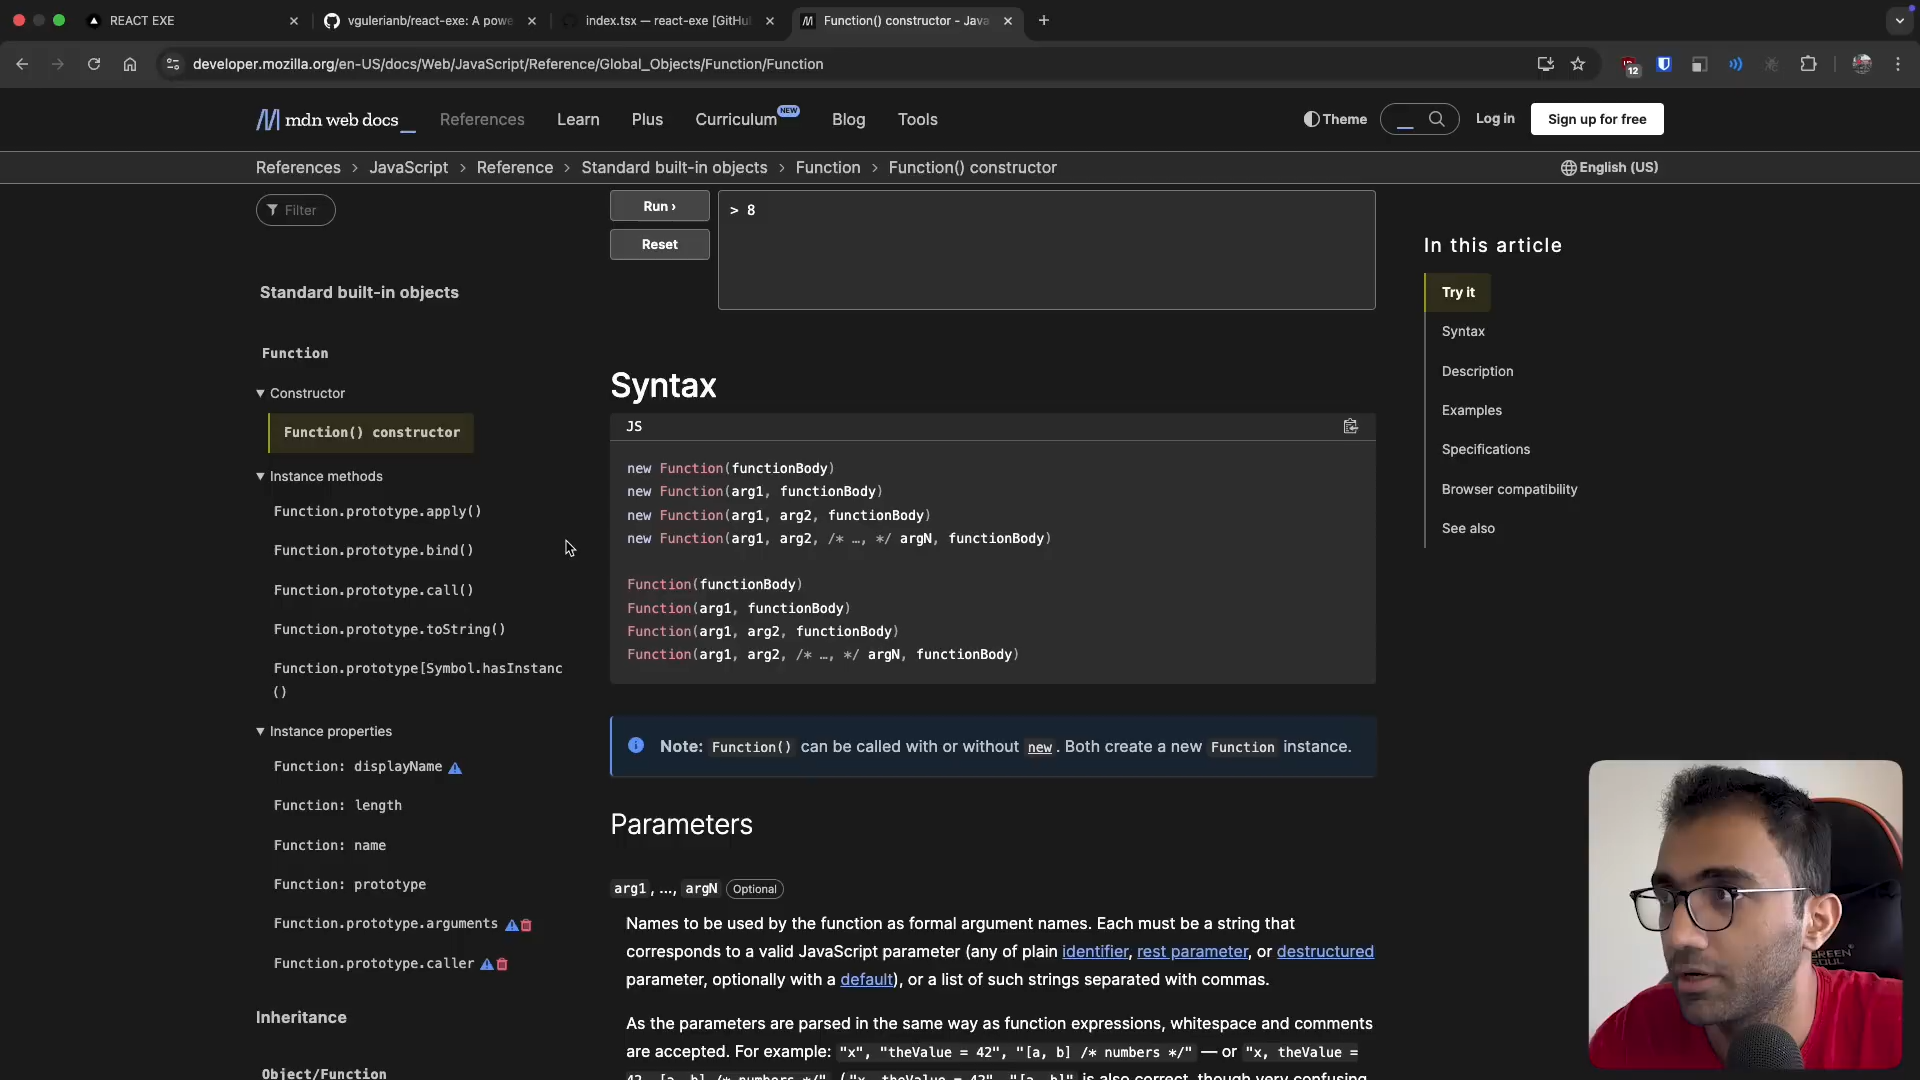 REACT EXE
vgulerianb/react-exe: A powe
index.tsx — react-exe [GitHu
Function() constructor - Java
developer.mozilla.org/en-US/docs/Web/JavaScript/Reference/Global_Objects/Function/Function
12
mdn web docs_
References
Learn
Plus
Curriculum NEW
Blog
Tools
Theme
Log in
Sign up for free
References > JavaScript > Reference > Standard built-in objects > Function > Function() constructor
English (US)
Filter
Standard built-in objects
Function
Constructor
Function() constructor
Instance methods
Function.prototype.apply()
Function.prototype.bind()
Function.prototype.call()
Function.prototype.toString()
Function.prototype[Symbol.hasInstanc
()
Instance properties
Function: displayName
Function: length
Function: name
Function: prototype
Function.prototype.arguments
Function.prototype.caller
Inheritance
Object/Function
Run ›
Reset
> 8
Syntax
JS
new Function(functionBody)
new Function(arg1, functionBody)
new Function(arg1, arg2, functionBody)
new Function(arg1, arg2, /* …, */ argN, functionBody)
Function(functionBody)
Function(arg1, functionBody)
Function(arg1, arg2, functionBody)
Function(arg1, arg2, /* …, */ argN, functionBody)
Note: Function() can be called with or without new. Both create a new Function instance.
Parameters
arg1, …, argN Optional
Names to be used by the function as formal argument names. Each must be a string that
corresponds to a valid JavaScript parameter (any of plain identifier, rest parameter, or destructured
parameter, optionally with a default), or a list of such strings separated with commas.
As the parameters are parsed in the same way as function expressions, whitespace and comments
are accepted. For example: "x", "theValue = 42", "[a, b] /* numbers */" — or "x, theValue =
42, [a, b] /* numbers */". ("x, theValue = 42", "[a, b]" is also correct, though very confusing
In this article
Try it
Syntax
Description
Examples
Specifications
Browser compatibility
See also